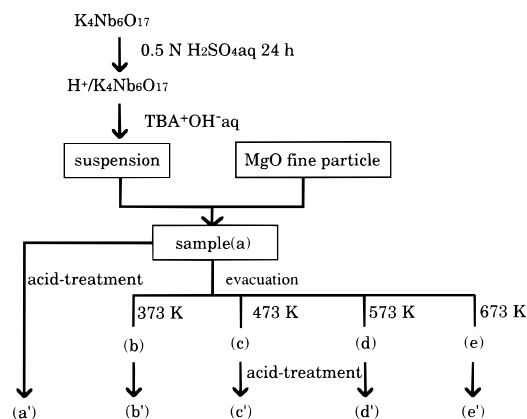 K4Nb6O17
0.5 N H2SO4aq 24 h
H+/K4Nb6O17
TBA+OH-aq
suspension
MgO fine particle
sample(a)
acid-treatment
evacuation
373 K
473 K
573 K
673 K
(b)
(c)
(d)
(e)
acid-treatment
(a')
(b')
(c')
(d')
(e')